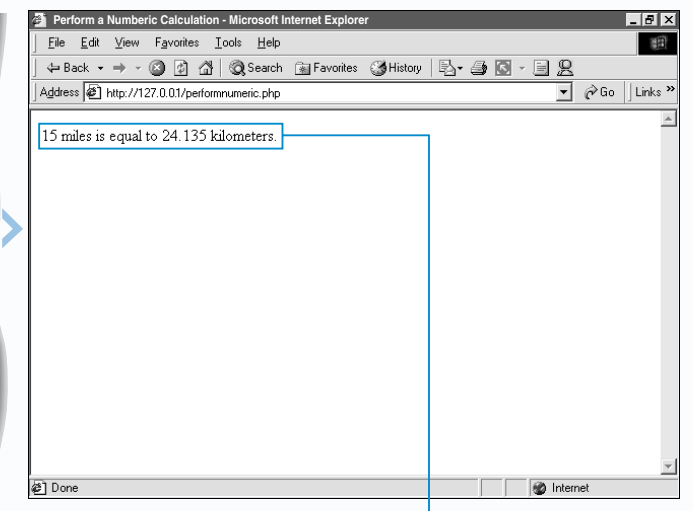 Perform a Numberic Calculation - Microsoft Internet Explorer
File Edit View Favorites Tools Help
Back Search Favorites History
Address http://127.0.0.1/performnumeric.php Go Links »
15 miles is equal to 24.135 kilometers.
Done Internet